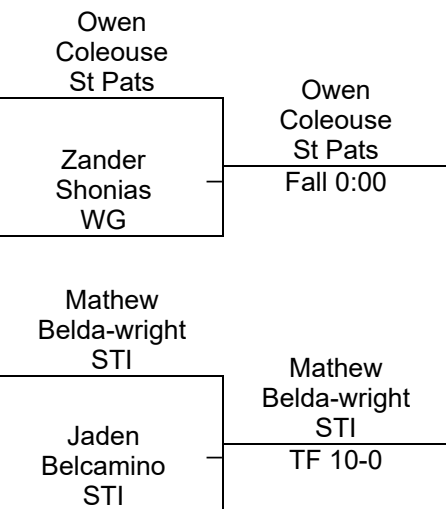 Owen
Coleouse
St Pats
Zander
Shonias
WG
Owen
Coleouse
St Pats
Fall 0:00
Mathew
Belda-wright
STI
Jaden
Belcamino
STI
Mathew
Belda-wright
STI
TF 10-0